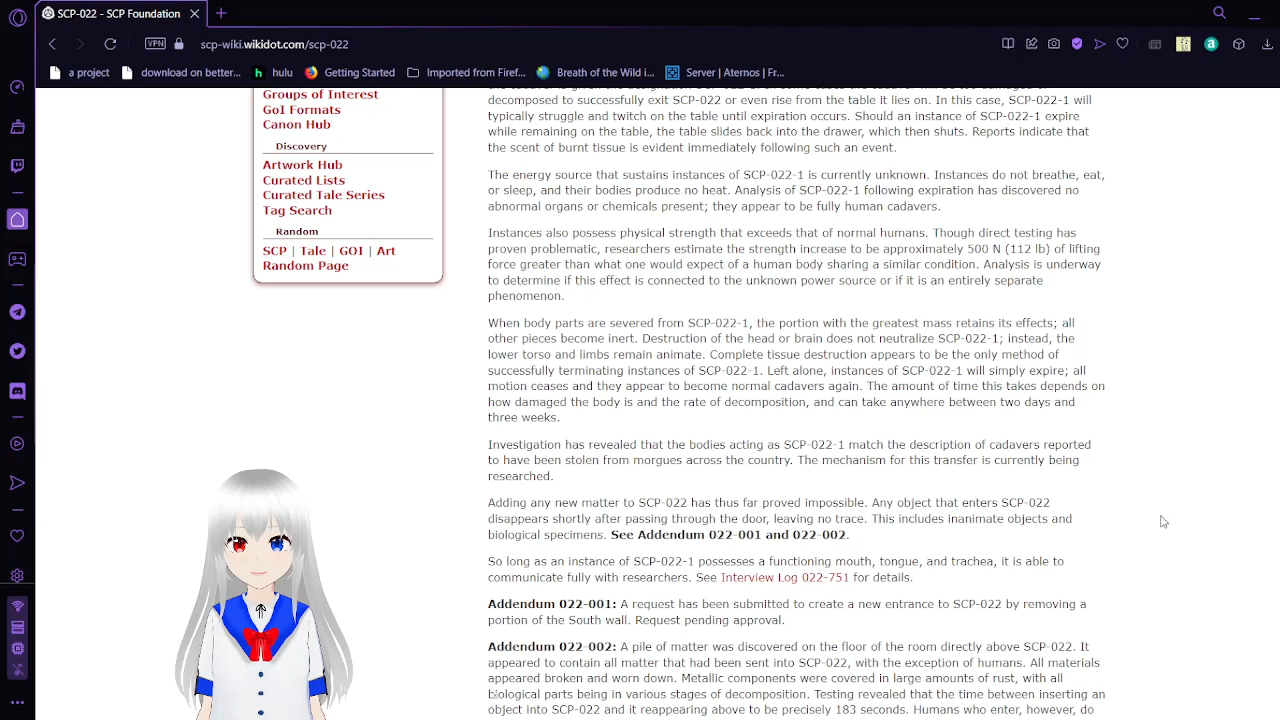 SCP-022 - SCP Foundation
VPN
scp-wiki.wikidot.com/scp-022
a project
download on better...
hulu
Getting Started
Imported from Firef...
Breath of the Wild i...
Server | Aternos | Fr...
Groups of Interest
GoI Formats
Canon Hub
Discovery
Artwork Hub
Curated Lists
Curated Tale Series
Tag Search
Random
SCP | Tale | GOI | Art
Random Page
decomposed to successfully exit SCP-022 or even rise from the table it lies on. In this case, SCP-022-1 will
typically struggle and twitch on the table until expiration occurs. Should an instance of SCP-022-1 expire
while remaining on the table, the table slides back into the drawer, which then shuts. Reports indicate that
the scent of burnt tissue is evident immediately following such an event.
The energy source that sustains instances of SCP-022-1 is currently unknown. Instances do not breathe, eat,
or sleep, and their bodies produce no heat. Analysis of SCP-022-1 following expiration has discovered no
abnormal organs or chemicals present; they appear to be fully human cadavers.
Instances also possess physical strength that exceeds that of normal humans. Though direct testing has
proven problematic, researchers estimate the strength increase to be approximately 500 N (112 lb) of lifting
force greater than what one would expect of a human body sharing a similar condition. Analysis is underway
to determine if this effect is connected to the unknown power source or if it is an entirely separate
phenomenon.
When body parts are severed from SCP-022-1, the portion with the greatest mass retains its effects; all
other pieces become inert. Destruction of the head or brain does not neutralize SCP-022-1; instead, the
lower torso and limbs remain animate. Complete tissue destruction appears to be the only method of
successfully terminating instances of SCP-022-1. Left alone, instances of SCP-022-1 will simply expire; all
motion ceases and they appear to become normal cadavers again. The amount of time this takes depends on
how damaged the body is and the rate of decomposition, and can take anywhere between two days and
three weeks.
Investigation has revealed that the bodies acting as SCP-022-1 match the description of cadavers reported
to have been stolen from morgues across the country. The mechanism for this transfer is currently being
researched.
Adding any new matter to SCP-022 has thus far proved impossible. Any object that enters SCP-022
disappears shortly after passing through the door, leaving no trace. This includes inanimate objects and
biological specimens. See Addendum 022-001 and 022-002.
So long as an instance of SCP-022-1 possesses a functioning mouth, tongue, and trachea, it is able to
communicate fully with researchers. See Interview Log 022-751 for details.
Addendum 022-001: A request has been submitted to create a new entrance to SCP-022 by removing a
portion of the South wall. Request pending approval.
Addendum 022-002: A pile of matter was discovered on the floor of the room directly above SCP-022. It
appeared to contain all matter that had been sent into SCP-022, with the exception of humans. All materials
appeared broken and worn down. Metallic components were covered in large amounts of rust, with all
biological parts being in various stages of decomposition. Testing revealed that the time between inserting an
object into SCP-022 and it reappearing above to be precisely 183 seconds. Humans who enter, however, do